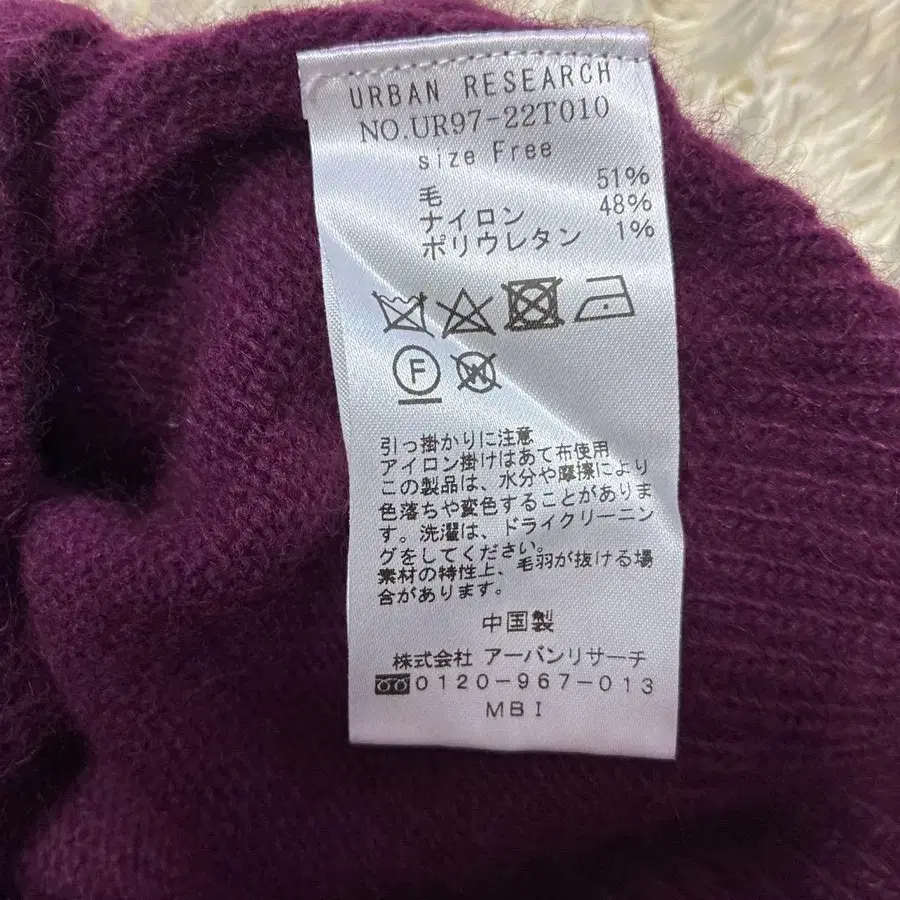 URBAN RESEARCH
NO.UR97-22T010
size Free
毛 51%
ナイロン 48%
ポリウレタン 1%
F
W
引っ掛かりに注意
アイロン掛けはあて布使用
この製品は、水分や摩擦により
色落ちや変色することがありま
す。洗濯は、ドライクリーニン
グをしてください。
素材の特性上、毛羽が抜ける場
合があります。
中国製
株式会社 アーバンリサーチ
0120-967-013
MBI